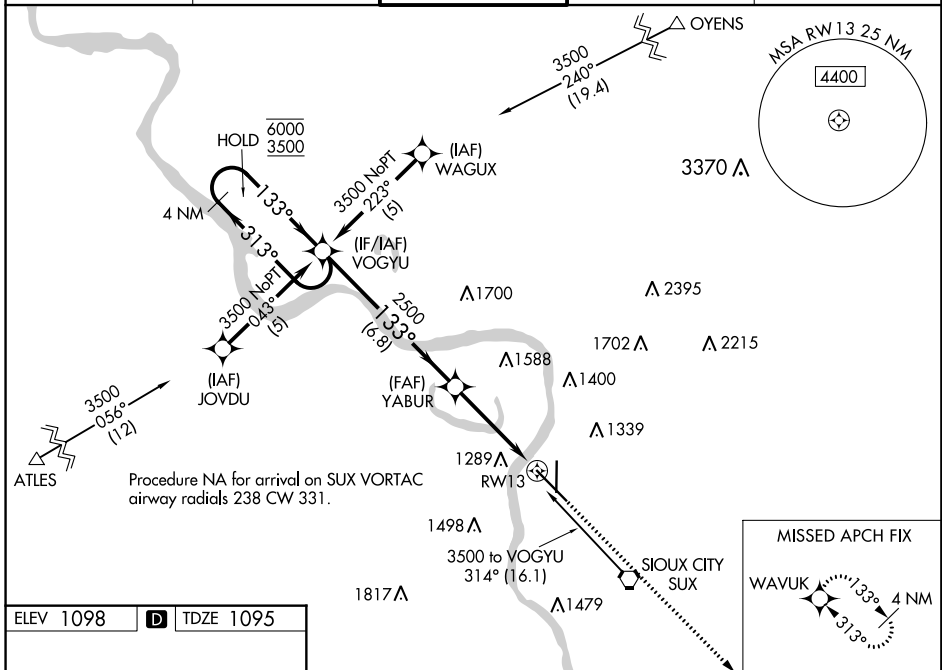 OYENS
3500
240°
(19.4)
MSA RW13 25 NM
4400
HOLD
6000
3500
(IAF)
WAGUX
3370
3500 NoPT
223°
(5)
4 NM
133°
313°
(IF/IAF)
VOGYU
3500 NoPT
043°
(5)
2500
133°
(6.8)
1700
2395
1702
2215
1588
(IAF)
JOVDU
(FAF)
YABUR
1400
3500
056°
(12)
1339
ATLES
1289
RW13
Procedure NA for arrival on SUX VORTAC
airway radials 238 CW 331.
1498
3500 to VOGYU
314° (16.1)
SIOUX CITY
SUX
MISSED APCH FIX
WAVUK
133°
4 NM
313°
1817
1479
ELEV 1098 D TDZE 1095